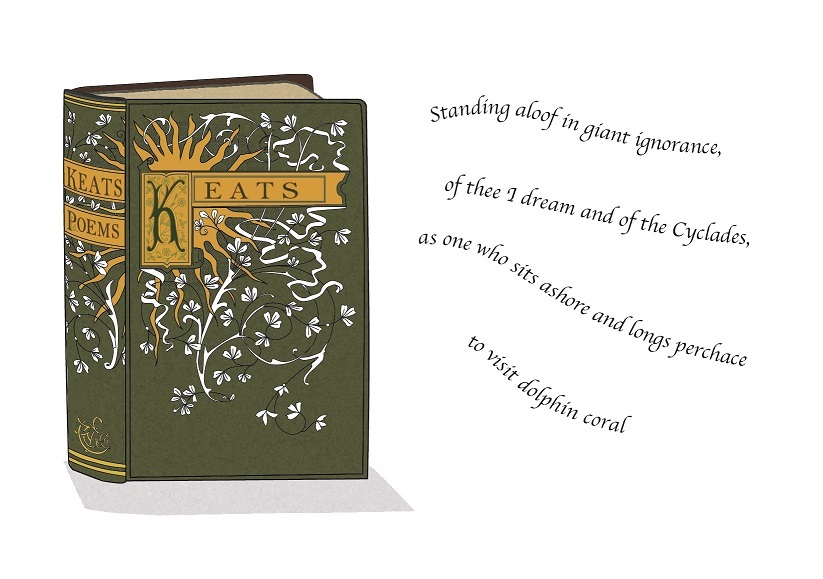 KEATS
POEMS
KEATS
Standing aloof in giant ignorance,
of thee I dream and of the Cyclades,
as one who sits ashore and longs perchace
to visit dolphin coral